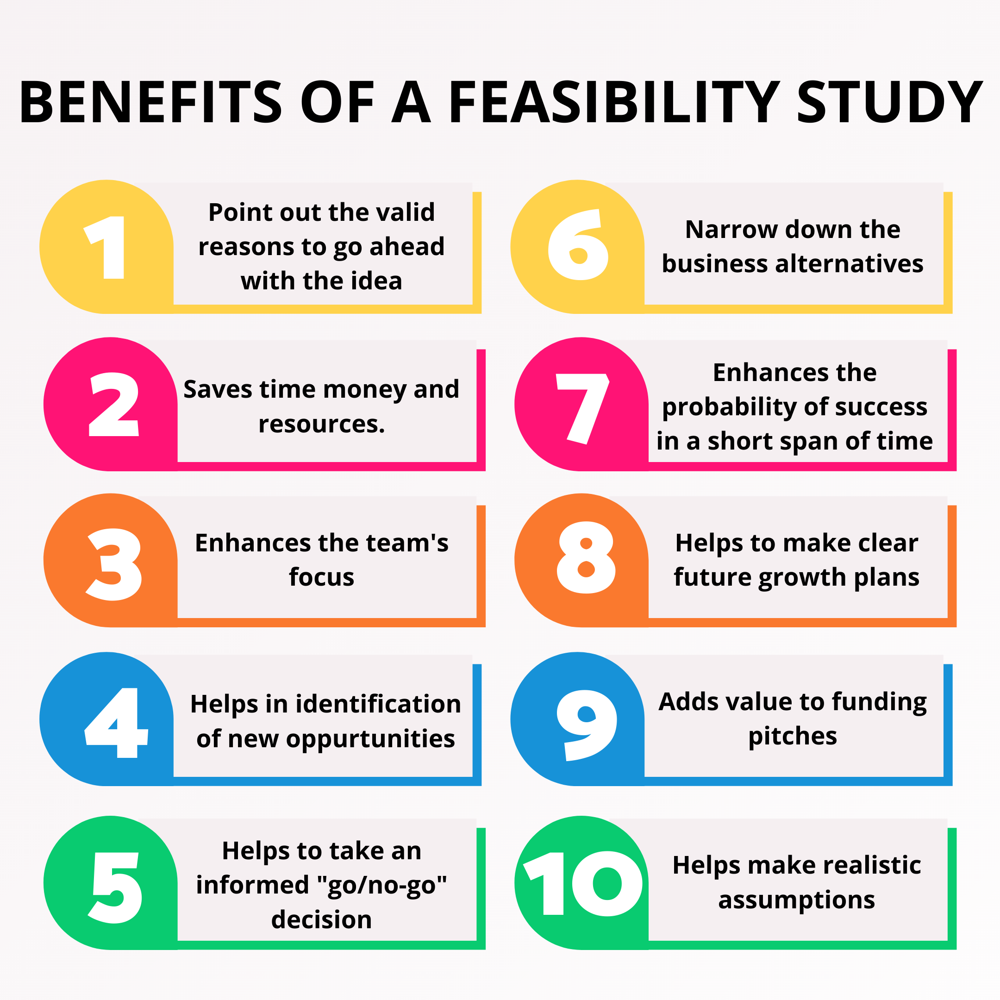 BENEFITS OF A FEASIBILITY STUDY
1
Point out the valid
reasons to go ahead
with the idea
2
Saves time money and
resources.
3
Enhances the team's
focus
4
Helps in identification
of new oppurtunities
5
Helps to take an
informed "go/no-go"
decision
6
Narrow down the
business alternatives
7
Enhances the
probability of success
in a short span of time
8
Helps to make clear
future growth plans
9
Adds value to funding
pitches
10
Helps make realistic
assumptions